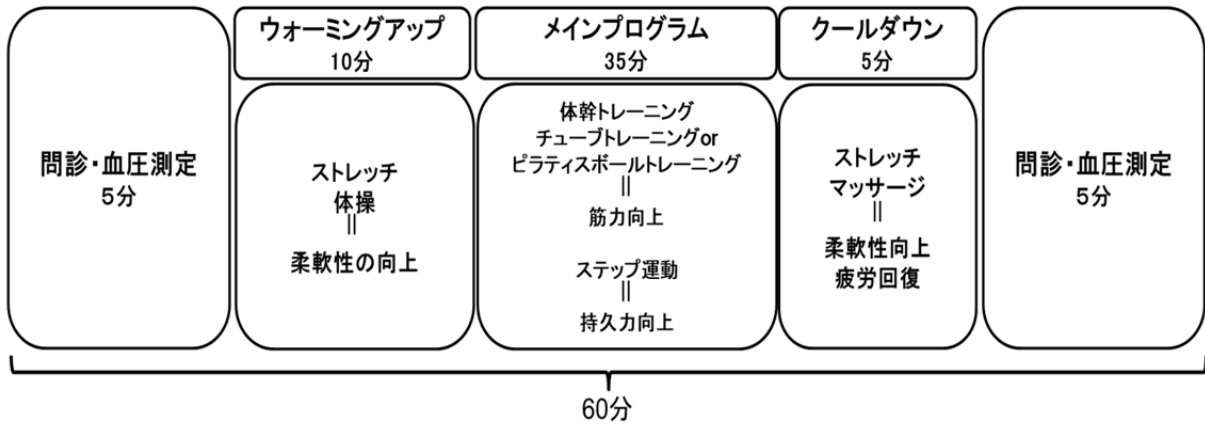 問診・血圧測定
5分
ウォーミングアップ
10分
ストレッチ
体操
||
柔軟性の向上
メインプログラム
35分
体幹トレーニング
チューブトレーニングor
ピラティスボールトレーニング
||
筋力向上
ステップ運動
||
持久力向上
クールダウン
5分
ストレッチ
マッサージ
||
柔軟性向上
疲労回復
問診・血圧測定
5分
60分